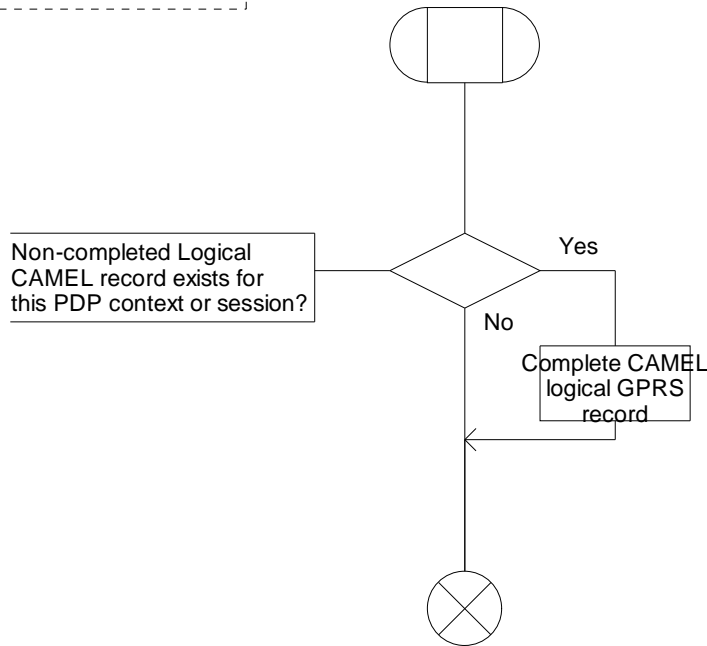 Non-completed Logical
CAMEL record exists for
this PDP context or session?
Yes
No
Complete CAMEL
logical GPRS
record